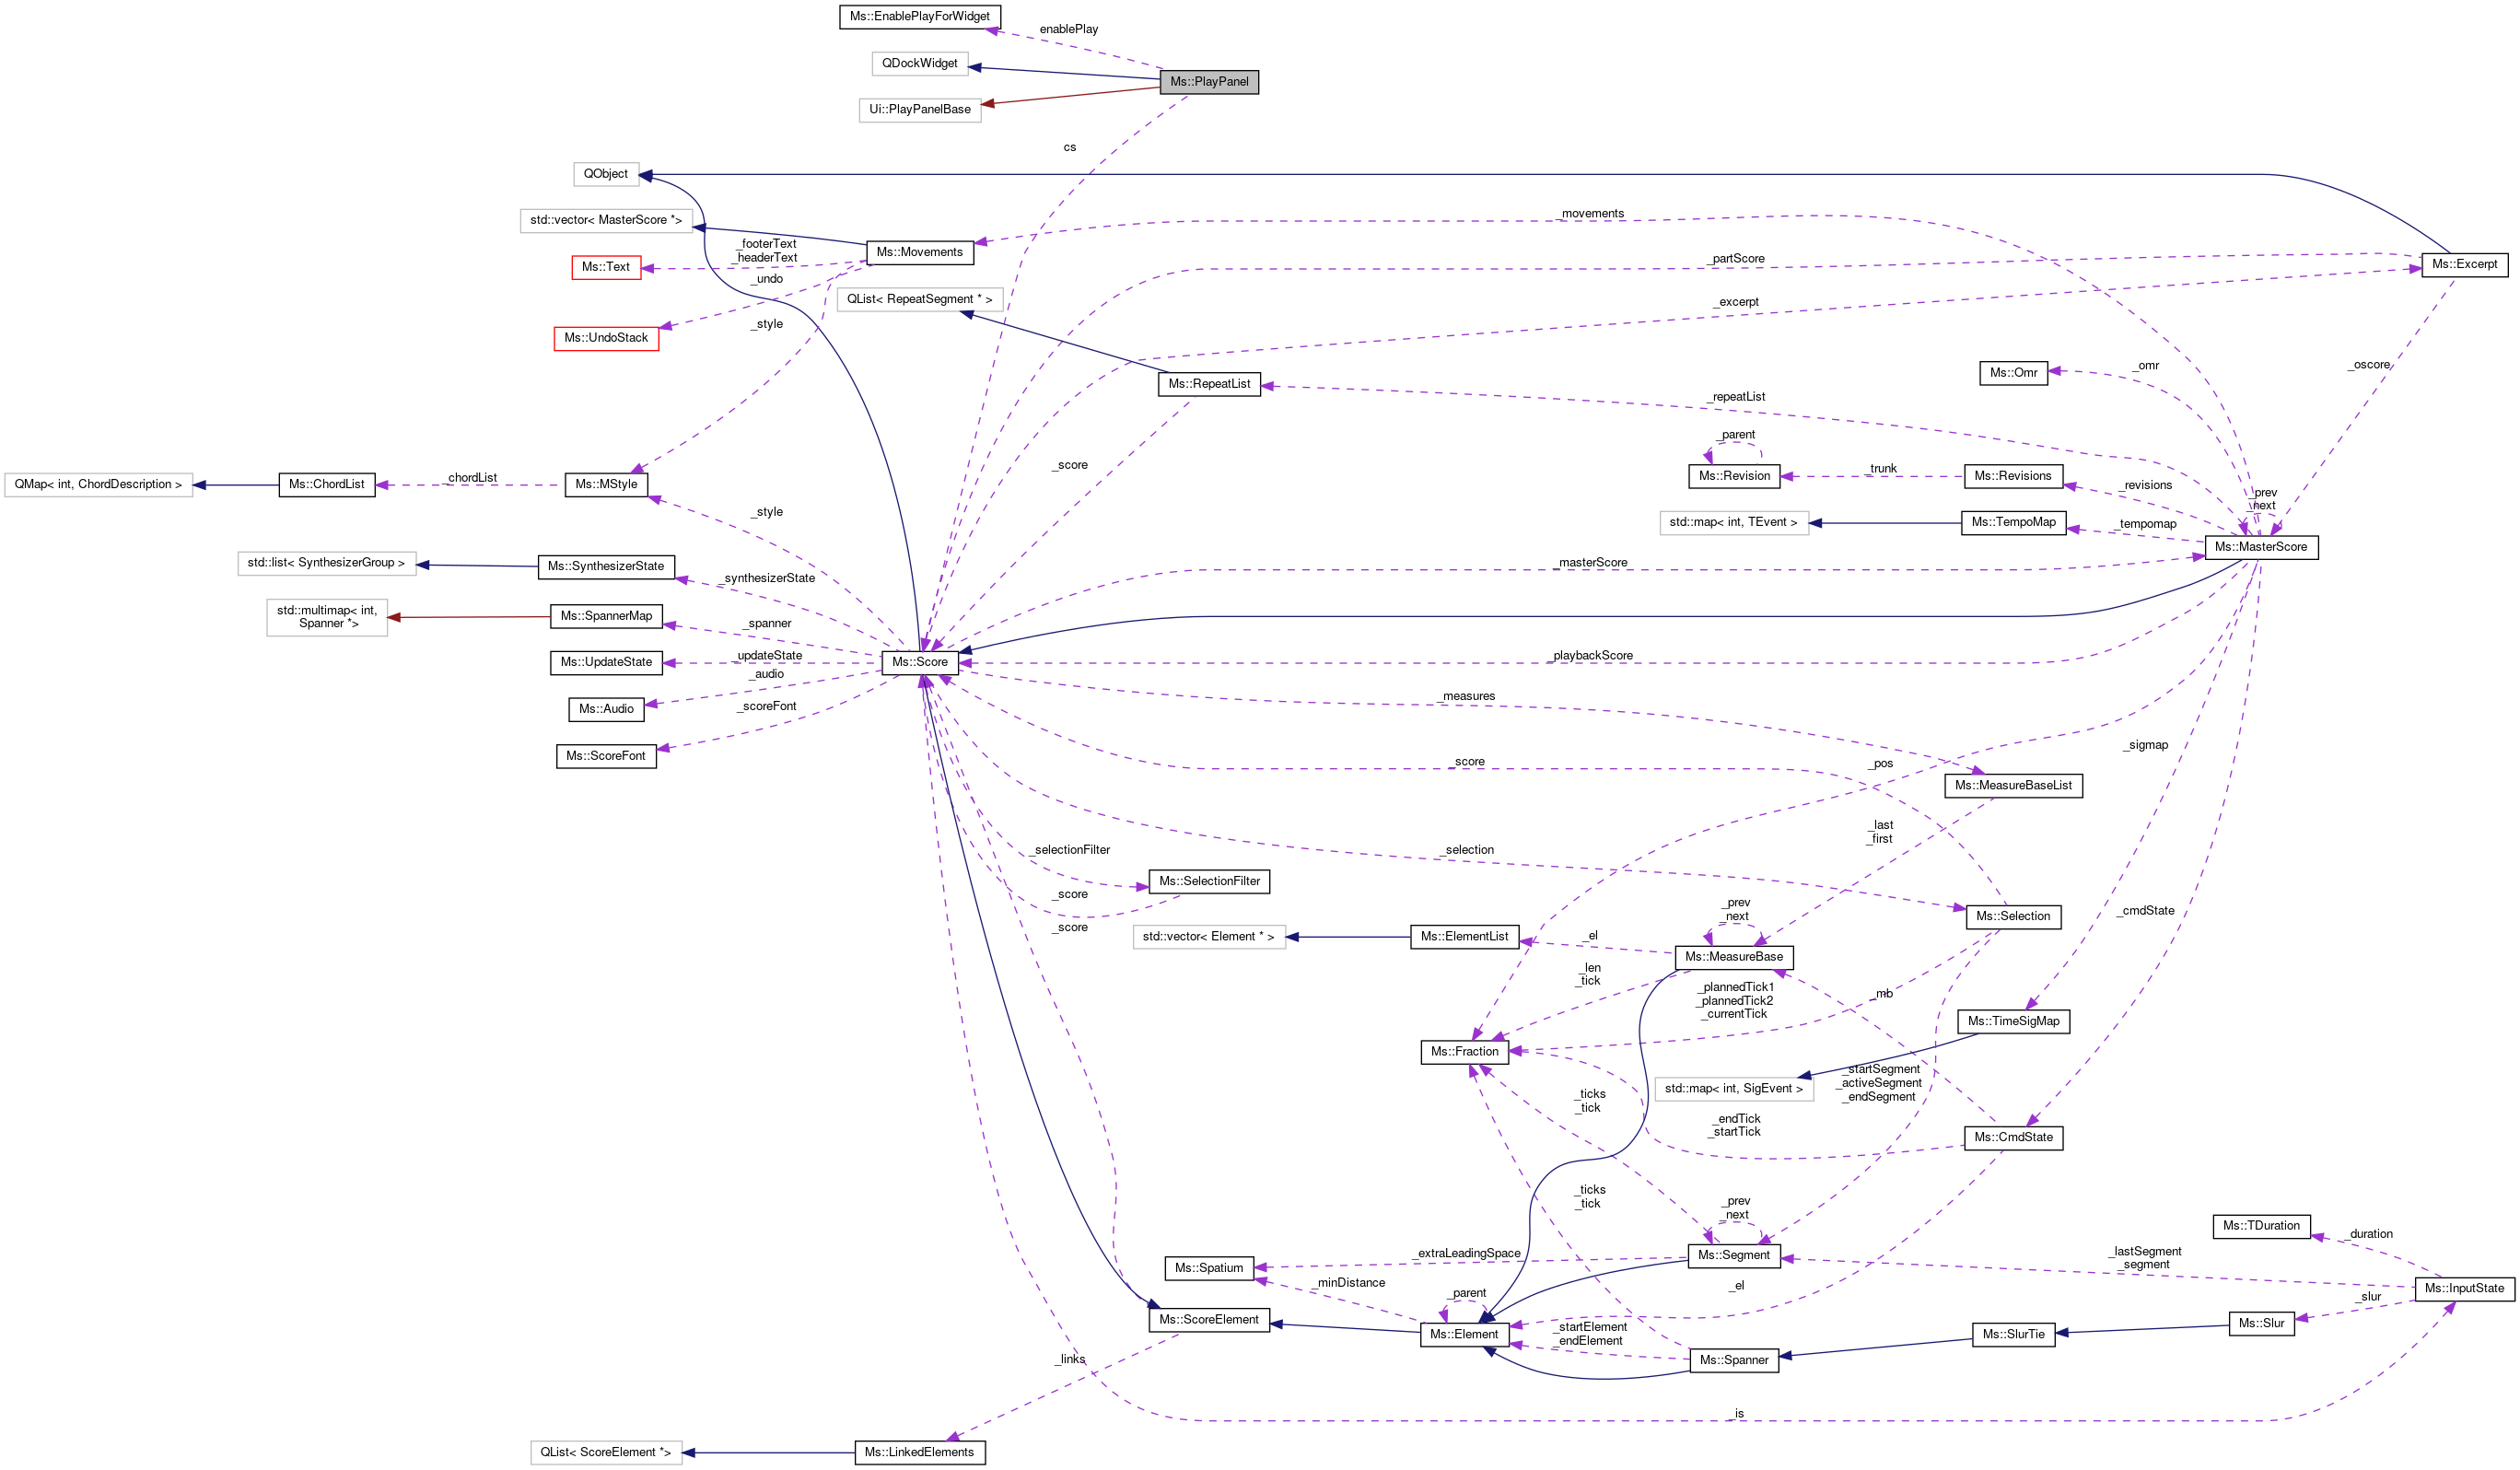 Ms::EnablePlayForWidget
enablePlay
QDockWidget
Ms::PlayPanel
Ui::PlayPanelBase
cs
QObject
std::vector< MasterScore *>
_movements
_footerText
_headerText
Ms::Movements
_partScore
Ms::Excerpt
Ms::Text
_undo
QList< RepeatSegment * >
_excerpt
_style
Ms::UndoStack
_omr
_oscore
Ms::Omr
Ms::RepeatList
_repeatList
_parent
_score
_trunk
Ms::Revision
Ms::Revisions
_chordList
QMap< int, ChordDescription >
Ms::ChordList
Ms::MStyle
_revisions
_prev
_next
_style
std::map< int, TEvent >
Ms::TempoMap
_tempomap
Ms::MasterScore
std::list< SynthesizerGroup >
Ms::SynthesizerState
_synthesizerState
_masterScore
std::multimap< int,
Spanner *>
Ms::SpannerMap
_spanner
Ms::UpdateState
_updateState
Ms::Score
_playbackScore
_audio
_measures
Ms::Audio
_scoreFont
Ms::ScoreFont
_sigmap
_score
_pos
Ms::MeasureBaseList
_last
_first
_selectionFilter
_selection
Ms::SelectionFilter
_score
_score
_prev
_next
Ms::Selection
_cmdState
std::vector< Element * >
Ms::ElementList
_el
Ms::MeasureBase
_len
_tick
_plannedTick1
_plannedTick2
_currentTick
_mb
Ms::TimeSigMap
Ms::Fraction
_startSegment
_activeSegment
_endSegment
std::map< int, SigEvent >
_ticks
_tick
_endTick
_startTick
Ms::CmdState
_ticks
_tick
_prev
_next
Ms::TDuration
_duration
Ms::Spatium
_extraLeadingSpace
Ms::Segment
_lastSegment
_segment
_minDistance
_el
Ms::InputState
_parent
_slur
Ms::ScoreElement
Ms::Element
_startElement
_endElement
Ms::SlurTie
Ms::Slur
_links
Ms::Spanner
_is
QList< ScoreElement *>
Ms::LinkedElements